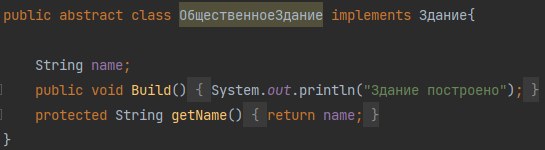 public abstract class ОбщественноеЗдание implements Здание{
String name;
public void Build() { System.out.println("Здание построено"); }
protected String getName() { return name; }
}